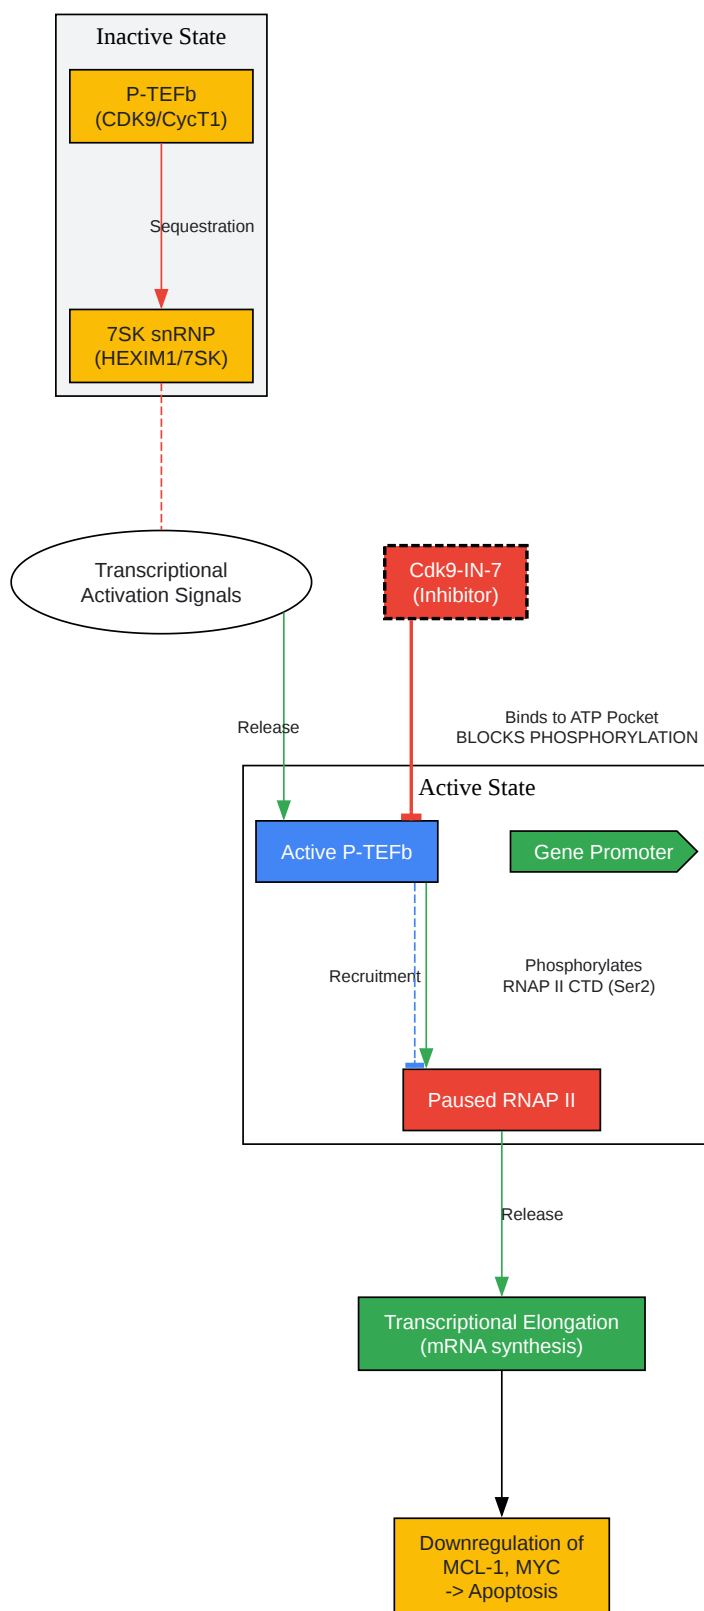 Inactive State
P-TEFb
(CDK9/CycT1)
Sequestration
7SK snRNP
(HEXIM1/7SK)
Transcriptional
Activation Signals
Cdk9-IN-7
(Inhibitor)
Release
Binds to ATP Pocket
BLOCKS PHOSPHORYLATION
Active State
Active P-TEFb
Gene Promoter
Recruitment
Phosphorylates
RNAP II CTD (Ser2)
Paused RNAP II
Release
Transcriptional Elongation
(mRNA synthesis)
Downregulation of
MCL-1, MYC
-> Apoptosis